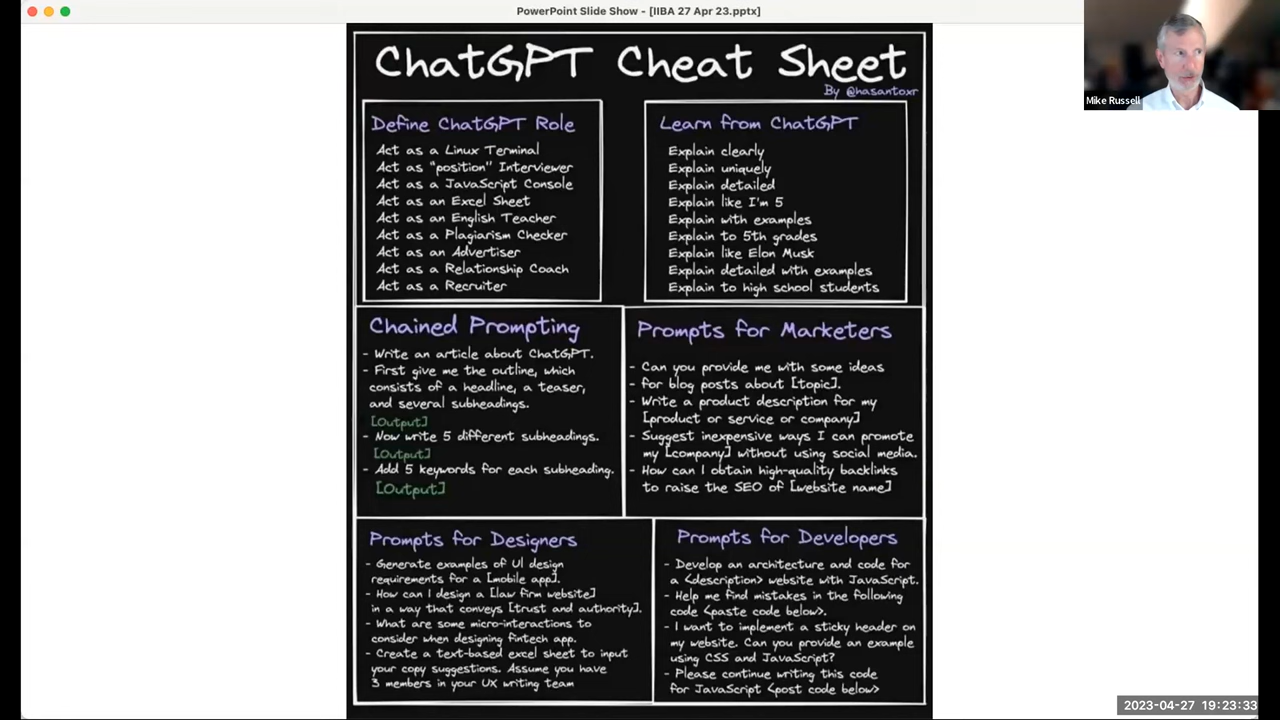 PowerPoint Slide Show - [IIBA 27 Apr 23.pptx]
Mike Russell
ChatGPT Cheat Sheet
By @hasantoxr
Define ChatGPT Role
Act as a Linux Terminal
Act as "position" Interviewer
Act as a JavaScript Console
Act as an Excel Sheet
Act as an English Teacher
Act as a Plagiarism Checker
Act as an Advertiser
Act as a Relationship Coach
Act as a Recruiter
Learn from ChatGPT
Explain clearly
Explain uniquely
Explain detailed
Explain like I'm 5
Explain with examples
Explain to 5th grades
Explain like Elon Musk
Explain detailed with examples
Explain to high school students
Chained Prompting
- Write an article about ChatGPT.
- First give me the outline, which
consists of a headline, a teaser,
and several subheadings.
[Output]
- Now write 5 different subheadings.
[Output]
- Add 5 keywords for each subheading.
[Output]
Prompts for Marketers
- Can you provide me with some ideas
- for blog posts about [topic].
- Write a product description for my
[product or service or company]
- Suggest inexpensive ways I can promote
my [company] without using social media.
- How can I obtain high-quality backlinks
to raise the SEO of [website name]
Prompts for Designers
- Generate examples of UI design
requirements for a [mobile app].
- How can I design a [law firm website]
in a way that conveys [trust and authority].
- What are some micro-interactions to
consider when designing fintech app.
- Create a text-based excel sheet to input
your copy suggestions. Assume you have
3 members in your UX writing team
Prompts for Developers
- Develop an architecture and code for
a <description> website with JavaScript.
- Help me find mistakes in the following
code <paste code below>.
- I want to implement a sticky header on
my website. Can you provide an example
using CSS and JavaScript?
- Please continue writing this code
for JavaScript <post code below>
2023-04-27 19:23:33